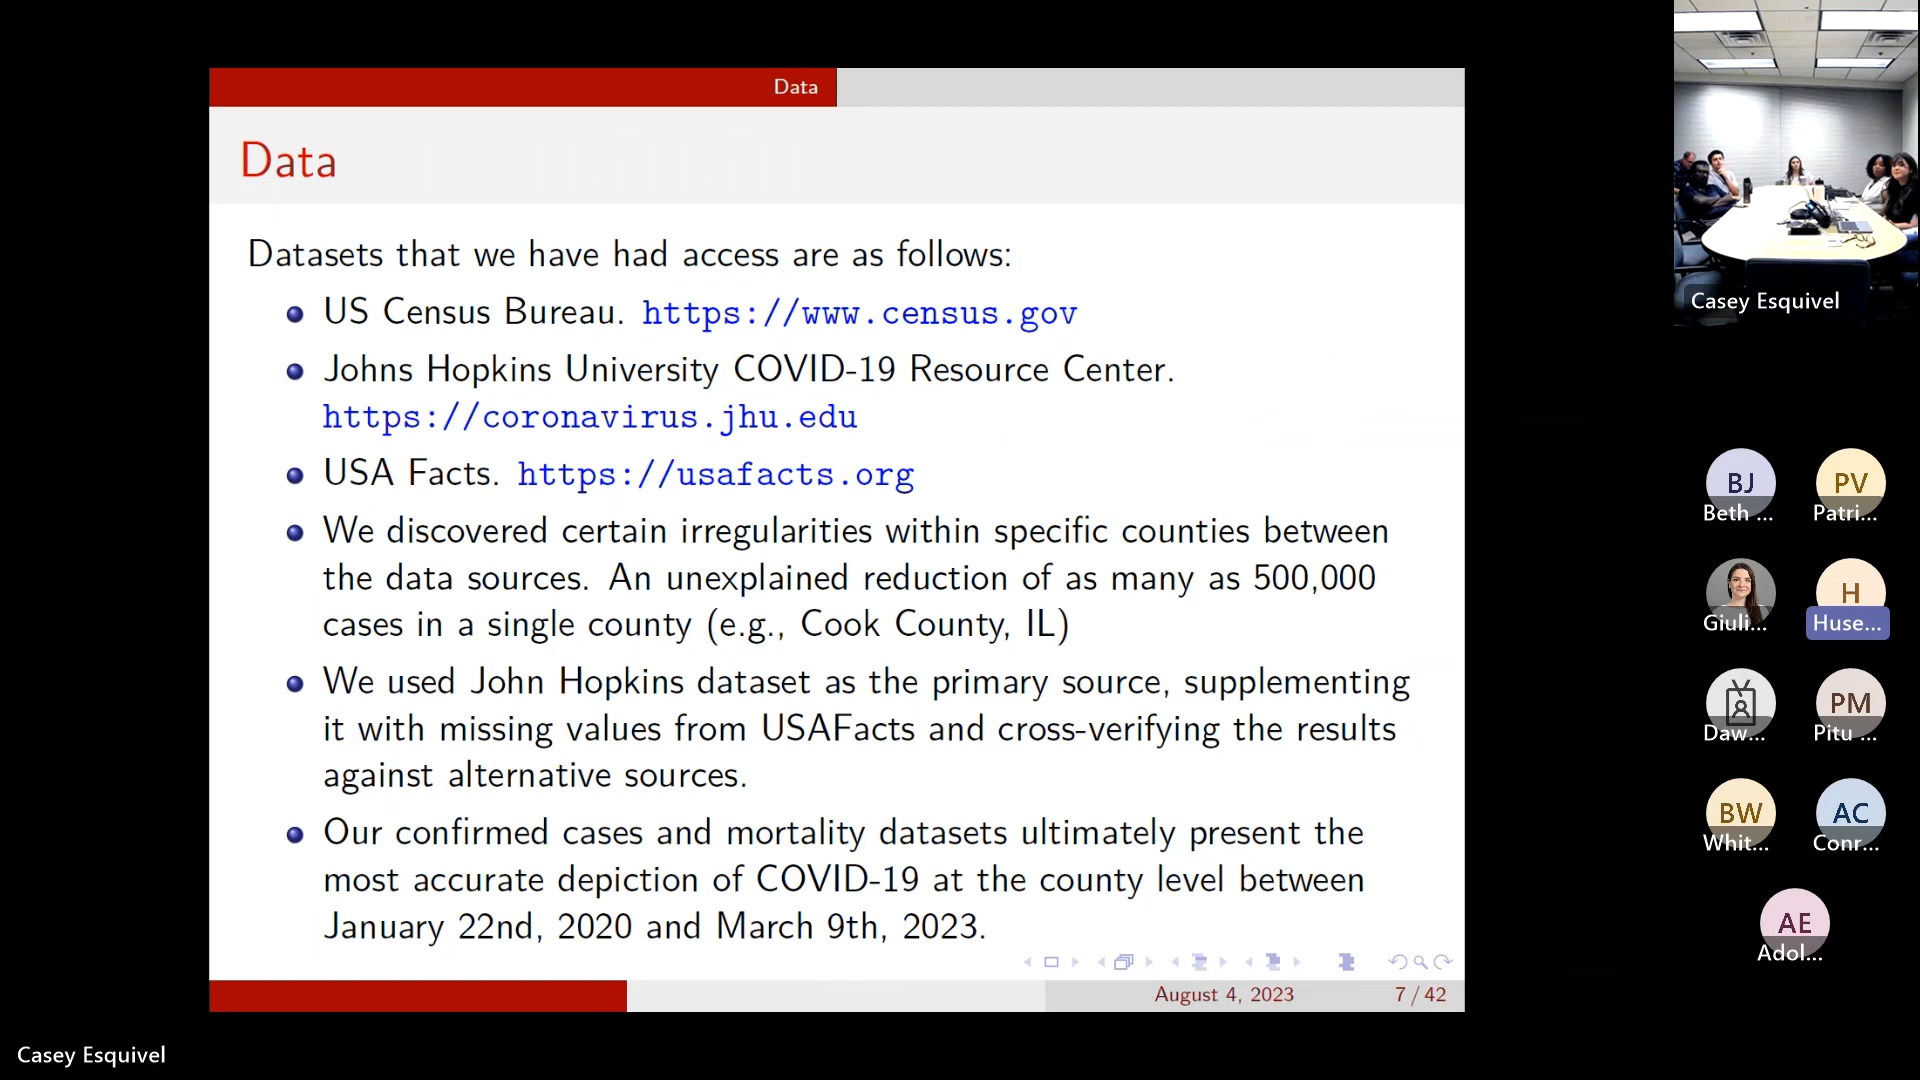 Data
Data
Datasets that we have had access are as follows:
US Census Bureau. https://www.census.gov
Johns Hopkins University COVID-19 Resource Center.
https://coronavirus.jhu.edu
USA Facts. https://usafacts.org
We discovered certain irregularities within specific counties between
the data sources. An unexplained reduction of as many as 500,000
cases in a single county (e.g., Cook County, IL)
We used John Hopkins dataset as the primary source, supplementing
it with missing values from USAFacts and cross-verifying the results
against alternative sources.
Our confirmed cases and mortality datasets ultimately present the
most accurate depiction of COVID-19 at the county level between
January 22nd, 2020 and March 9th, 2023.
August 4, 2023
7 / 42
Casey Esquivel
Casey Esquivel
BJ
Beth ...
PV
Patri...
Giuli...
H
Huse...
Daw...
PM
Pitu ...
BW
Whit...
AC
Conr...
AE
Adol...